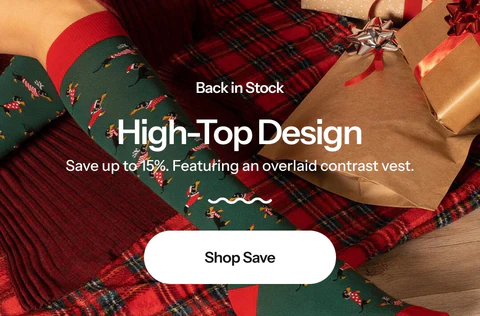 Back in Stock
High-Top Design
Save up to 15%. Featuring an overlaid contrast vest.
Shop Save